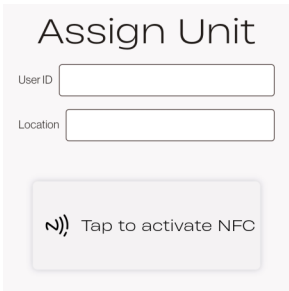 Assign Unit
User ID
Location
Tap to activate NFC